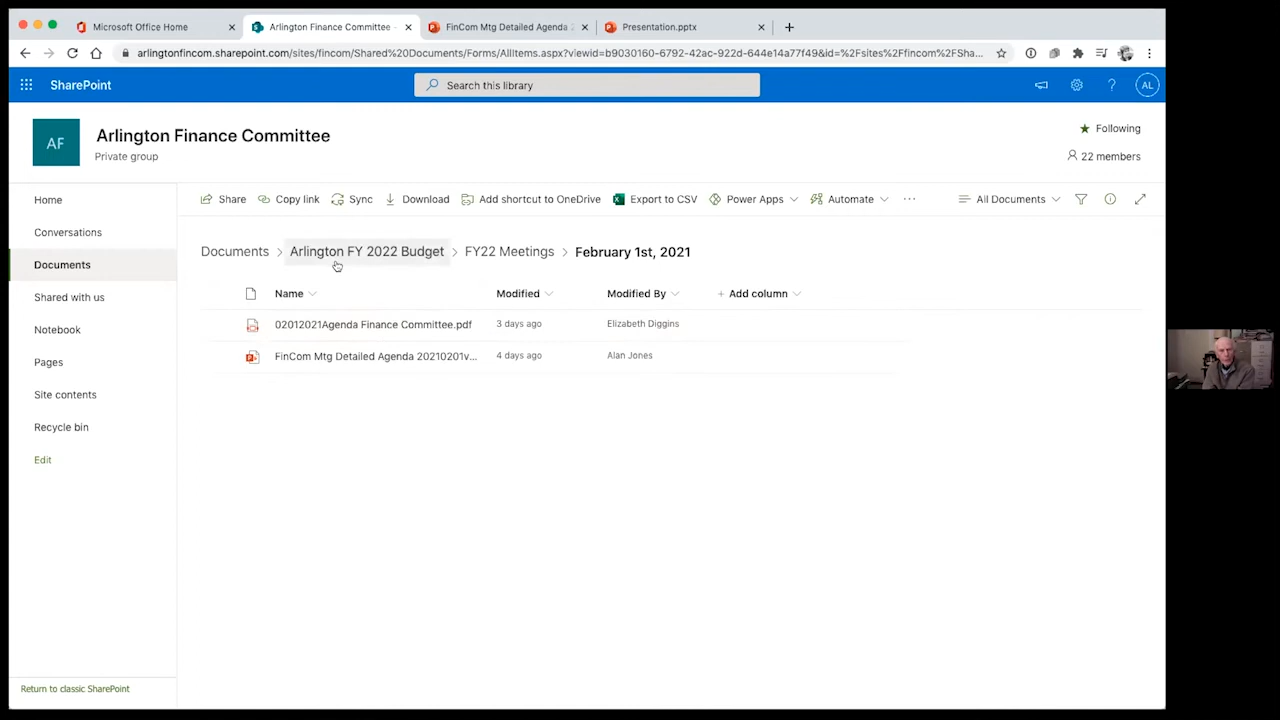 Microsoft Office Home
Arlington Finance Committee -
FinCom Mtg Detailed Agenda
Presentation.pptx
arlingtonfincom.sharepoint.com/sites/fincom/Shared%20Documents/Forms/AllItems.aspx?viewid=b9030160-6792-42ac-922d-644e14a77f49&id=%2Fsites%2Ffincom%2FSha...
SharePoint
Search this library
AL
AF
Arlington Finance Committee
Private group
Following
22 members
Home
Conversations
Documents
Shared with us
Notebook
Pages
Site contents
Recycle bin
Edit
Return to classic SharePoint
Share
Copy link
Sync
Download
Add shortcut to OneDrive
Export to CSV
Power Apps
Automate
...
All Documents
Documents > Arlington FY 2022 Budget > FY22 Meetings > February 1st, 2021
Name
Modified
Modified By
+ Add column
02012021Agenda Finance Committee.pdf
3 days ago
Elizabeth Diggins
FinCom Mtg Detailed Agenda 20210201v...
4 days ago
Alan Jones